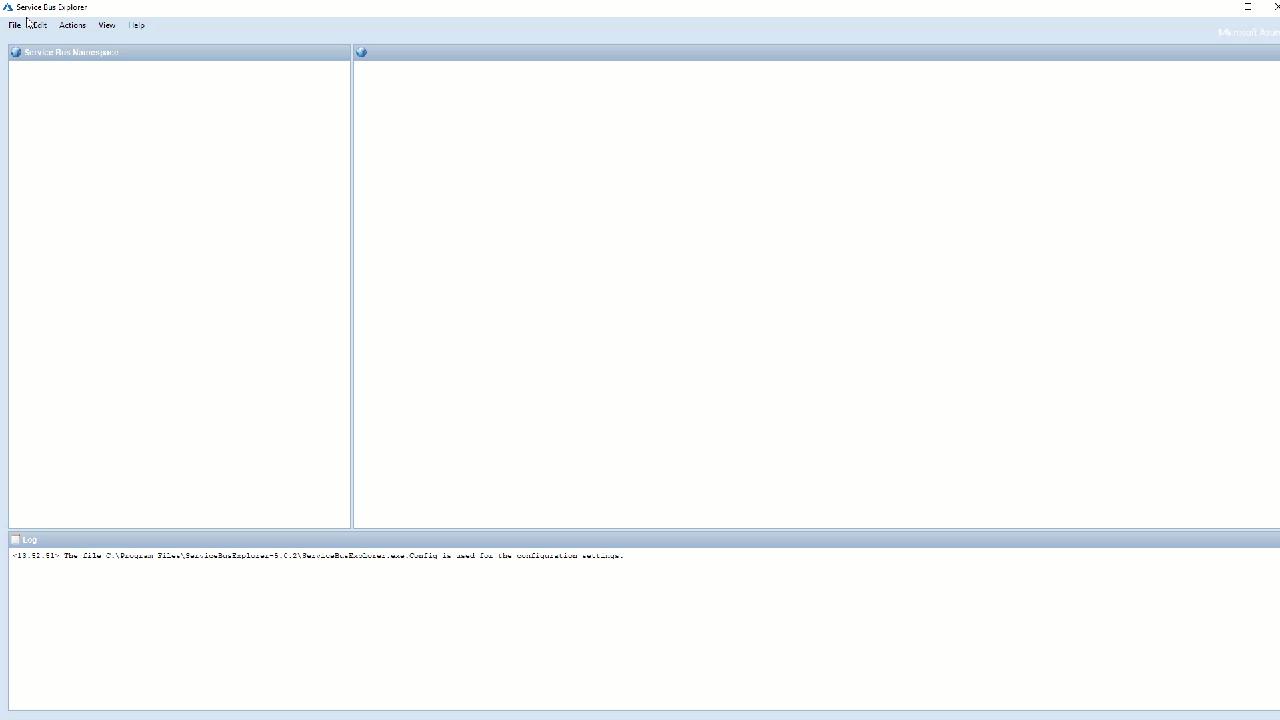 Service Bus Explorer
File Edit Actions View Help
Microsoft Azur
Service Bus Namespace
Log
<13:52:51> The file C:\Program Files\ServiceBusExplorer-5.0.2\ServiceBusExplorer.exe.Config is used for the configuration settings.